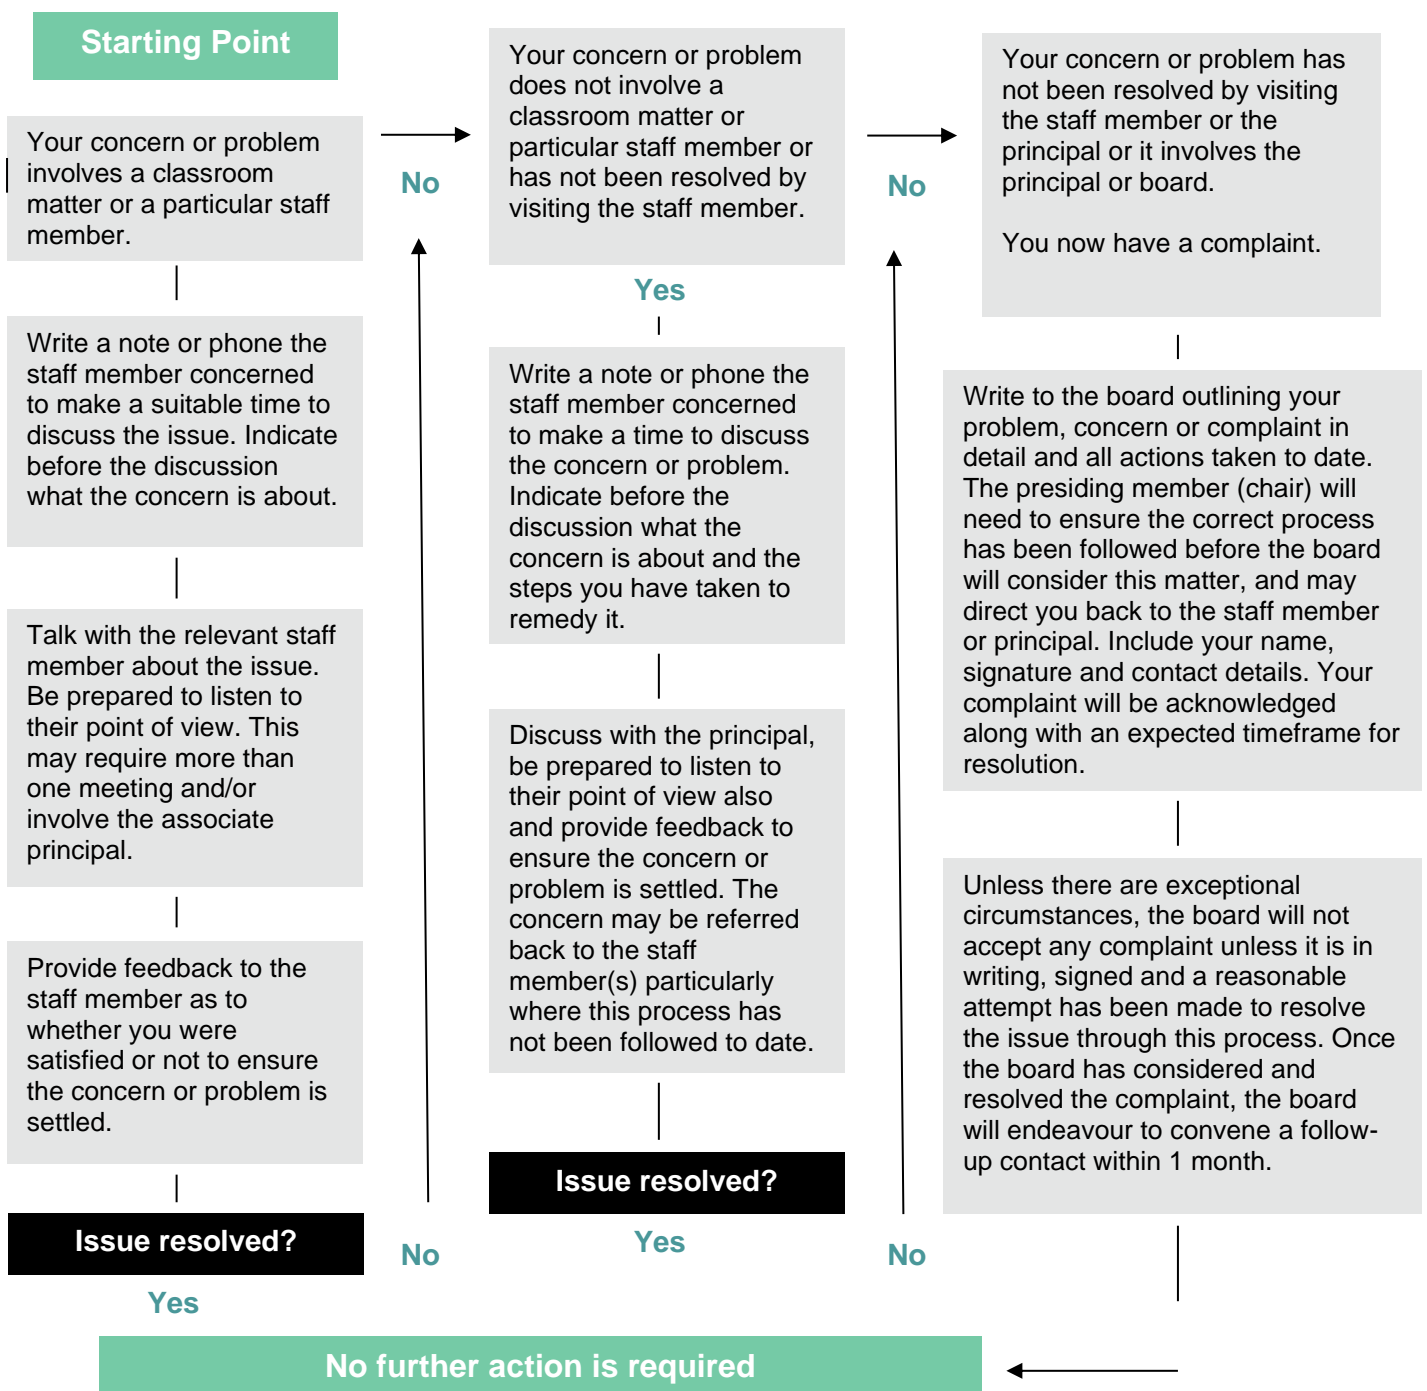 Starting Point
Your concern or problem
involves a classroom
matter or a particular staff
member.
Write a note or phone the
staff member concerned
to make a suitable time to
discuss the issue. Indicate
before the discussion
what the concern is about.
Talk with the relevant staff
member about the issue.
Be prepared to listen to
their point of view. This
may require more than
one meeting and/or
involve the associate
principal.
Provide feedback to the
staff member as to
whether you were
satisfied or not to ensure
the concern or problem is
settled.
Issue resolved?
Yes
No
No
Your concern or problem
does not involve a
classroom matter or
particular staff member or
has not been resolved by
visiting the staff member.
Yes
Write a note or phone the
staff member concerned
to make a time to discuss
the concern or problem.
Indicate before the
discussion what the
concern is about and the
steps you have taken to
remedy it.
Discuss with the principal,
be prepared to listen to
their point of view also
and provide feedback to
ensure the concern or
problem is settled. The
concern may be referred
back to the staff
member(s) particularly
where this process has
not been followed to date.
Issue resolved?
Yes
No
No
Your concern or problem has
not been resolved by visiting
the staff member or the
principal or it involves the
principal or board.
You now have a complaint.
Write to the board outlining your
problem, concern or complaint in
detail and all actions taken to date.
The presiding member (chair) will
need to ensure the correct process
has been followed before the board
will consider this matter, and may
direct you back to the staff member
or principal. Include your name,
signature and contact details. Your
complaint will be acknowledged
along with an expected timeframe for
resolution.
Unless there are exceptional
circumstances, the board will not
accept any complaint unless it is in
writing, signed and a reasonable
attempt has been made to resolve
the issue through this process. Once
the board has considered and
resolved the complaint, the board
will endeavour to convene a follow-
up contact within 1 month.
No further action is required